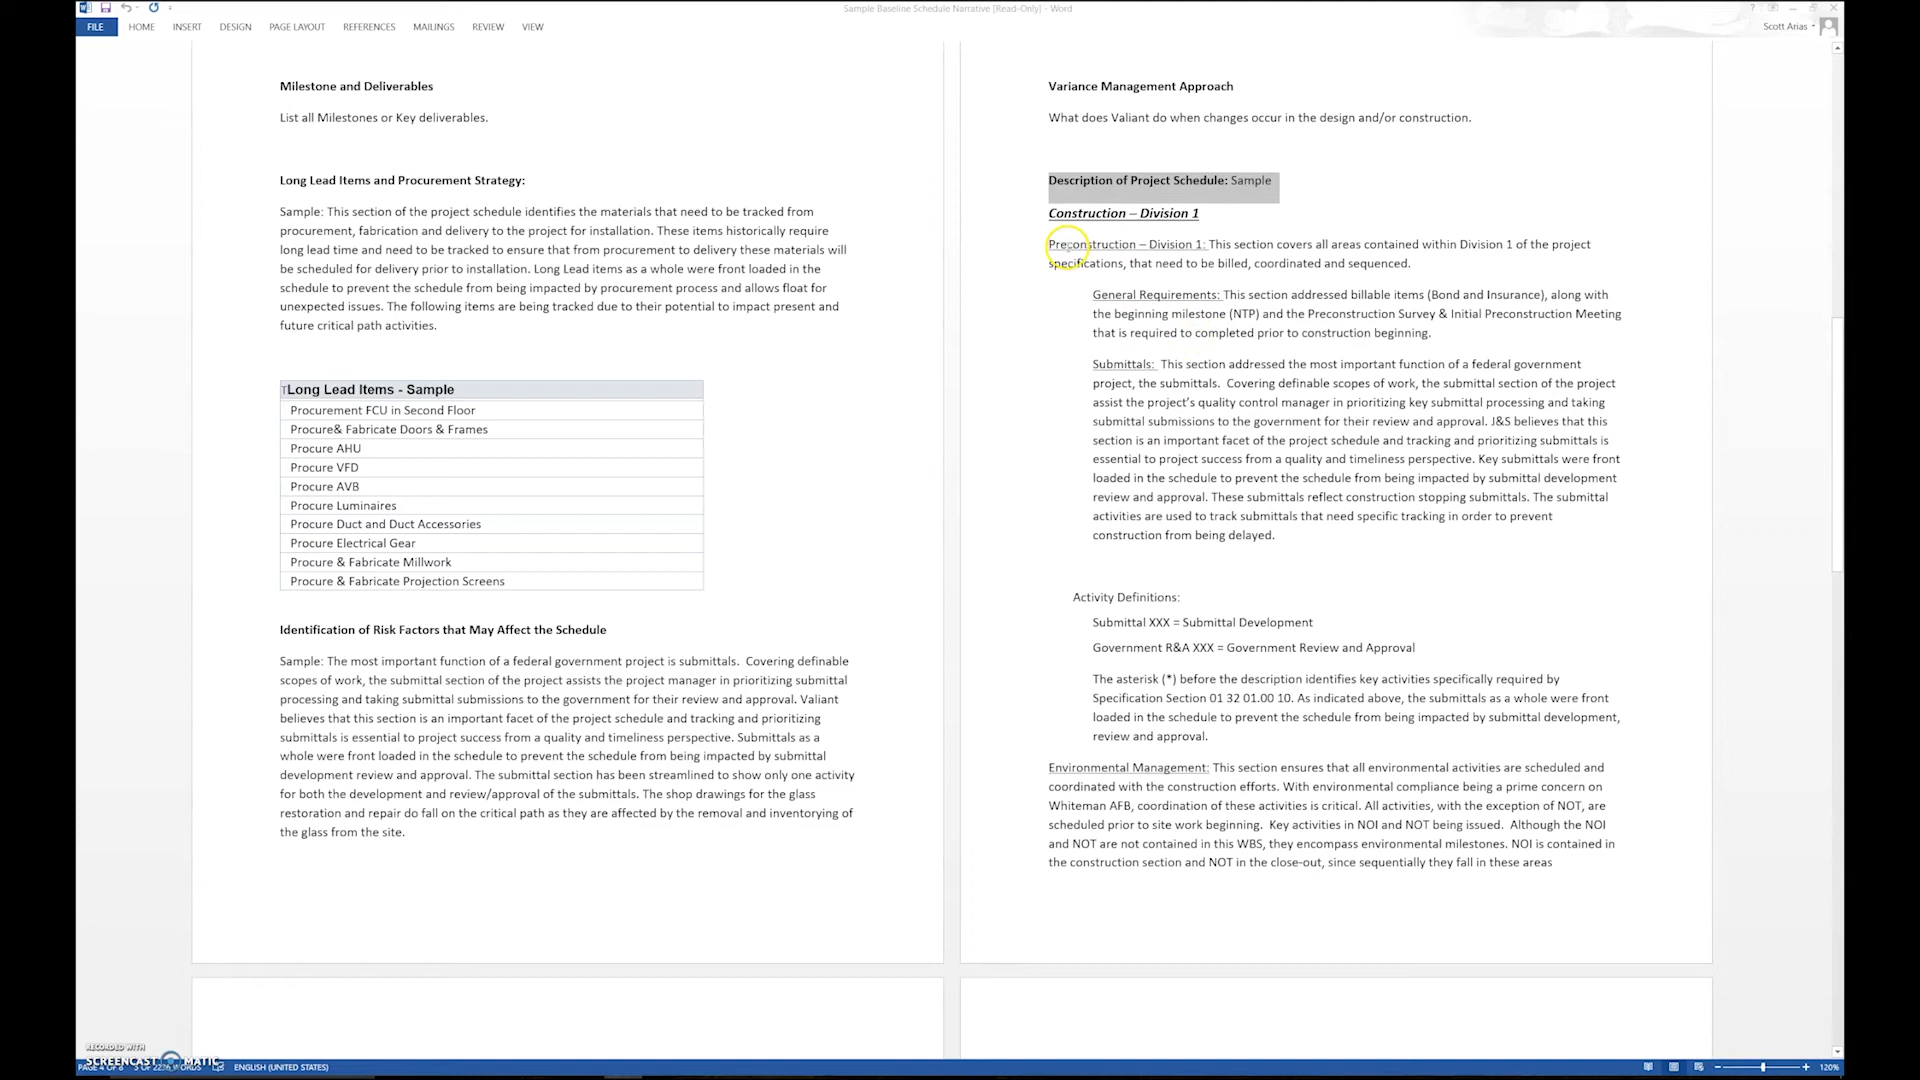 Sample Baseline Schedule Narrative [Read-Only] - Word
FILE HOME INSERT DESIGN PAGE LAYOUT REFERENCES MAILINGS REVIEW VIEW
Scott Arias
Milestone and Deliverables
List all Milestones or Key deliverables.
Long Lead Items and Procurement Strategy:
Sample: This section of the project schedule identifies the materials that need to be tracked from
procurement, fabrication and delivery to the project for installation. These items historically require
long lead time and need to be tracked to ensure that from procurement to delivery these materials will
be scheduled for delivery prior to installation. Long Lead items as a whole were front loaded in the
schedule to prevent the schedule from being impacted by procurement process and allows float for
unexpected issues. The following items are being tracked due to their potential to impact present and
future critical path activities.
TLong Lead Items - Sample
Procurement FCU in Second Floor
Procure& Fabricate Doors & Frames
Procure AHU
Procure VFD
Procure AVB
Procure Luminaires
Procure Duct and Duct Accessories
Procure Electrical Gear
Procure & Fabricate Millwork
Procure & Fabricate Projection Screens
Identification of Risk Factors that May Affect the Schedule
Sample: The most important function of a federal government project is submittals.  Covering definable
scopes of work, the submittal section of the project assists the project manager in prioritizing submittal
processing and taking submittal submissions to the government for their review and approval. Valiant
believes that this section is an important facet of the project schedule and tracking and prioritizing
submittals is essential to project success from a quality and timeliness perspective. Submittals as a
whole were front loaded in the schedule to prevent the schedule from being impacted by submittal
development review and approval. The submittal section has been streamlined to show only one activity
for both the development and review/approval of the submittals. The shop drawings for the glass
restoration and repair do fall on the critical path as they are affected by the removal and inventorying of
the glass from the site.
Variance Management Approach
What does Valiant do when changes occur in the design and/or construction.
Description of Project Schedule: Sample
Construction – Division 1
Preconstruction – Division 1: This section covers all areas contained within Division 1 of the project
specifications, that need to be billed, coordinated and sequenced.
General Requirements: This section addressed billable items (Bond and Insurance), along with
the beginning milestone (NTP) and the Preconstruction Survey & Initial Preconstruction Meeting
that is required to completed prior to construction beginning.
Submittals:  This section addressed the most important function of a federal government
project, the submittals.  Covering definable scopes of work, the submittal section of the project
assist the project's quality control manager in prioritizing key submittal processing and taking
submittal submissions to the government for their review and approval. J&S believes that this
section is an important facet of the project schedule and tracking and prioritizing submittals is
essential to project success from a quality and timeliness perspective. Key submittals were front
loaded in the schedule to prevent the schedule from being impacted by submittal development
review and approval. These submittals reflect construction stopping submittals. The submittal
activities are used to track submittals that need specific tracking in order to prevent
construction from being delayed.
Activity Definitions:
Submittal XXX = Submittal Development
Government R&A XXX = Government Review and Approval
The asterisk (*) before the description identifies key activities specifically required by
Specification Section 01 32 01.00 10. As indicated above, the submittals as a whole were front
loaded in the schedule to prevent the schedule from being impacted by submittal development,
review and approval.
Environmental Management: This section ensures that all environmental activities are scheduled and
coordinated with the construction efforts. With environmental compliance being a prime concern on
Whiteman AFB, coordination of these activities is critical. All activities, with the exception of NOT, are
scheduled prior to site work beginning.  Key activities in NOI and NOT being issued.  Although the NOI
and NOT are not contained in this WBS, they encompass environmental milestones. NOI is contained in
the construction section and NOT in the close-out, since sequentially they fall in these areas
RECORDED WITH
SCREENCAST MATIC
PAGE 4 OF 8 WORDS ENGLISH (UNITED STATES) 120%